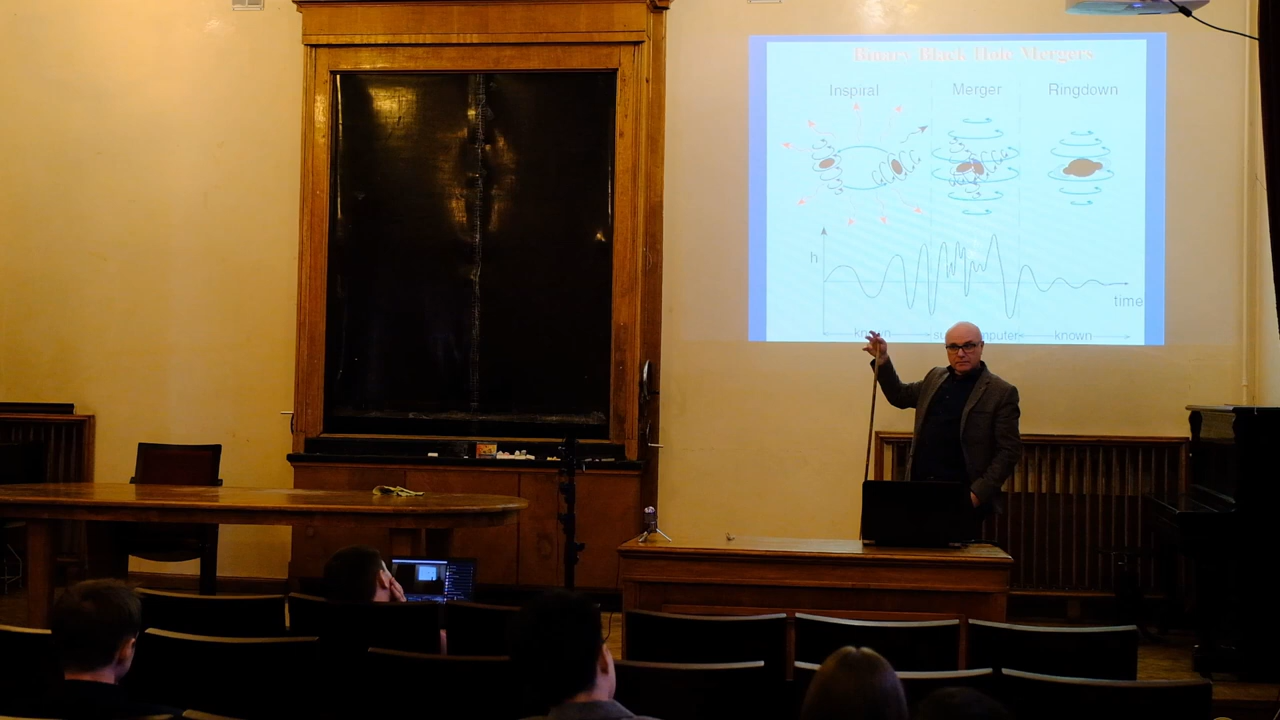 Binary Black Hole Mergers
Inspiral Merger Ringdown
h
time
known known